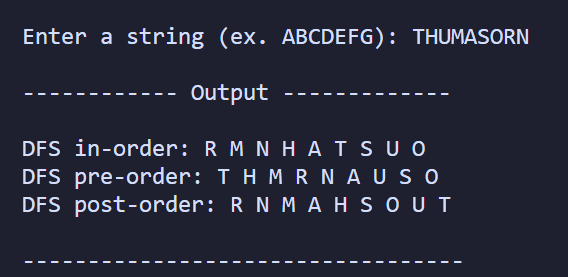 Enter a string (ex. ABCDEFG): THUMASORN
------------ Output -------------
DFS in-order: R M N H A T S U O
DFS pre-order: T H M R N A U S O
DFS post-order: R N M A H S O U T
----------------------------------